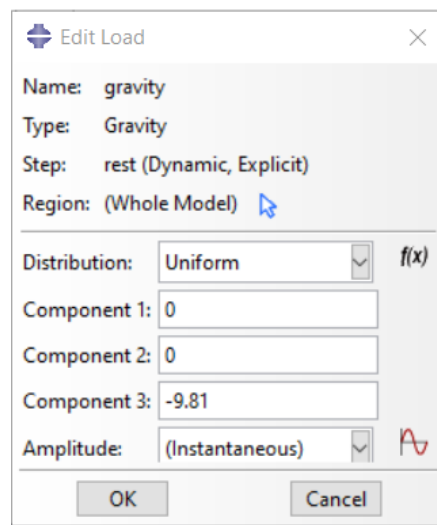 Edit Load
Name: gravity
Type: Gravity
Step: rest (Dynamic, Explicit)
Region: (Whole Model)
Distribution: Uniform f(x)
Component 1: 0
Component 2: 0
Component 3: -9.81
Amplitude: (Instantaneous)
OK Cancel